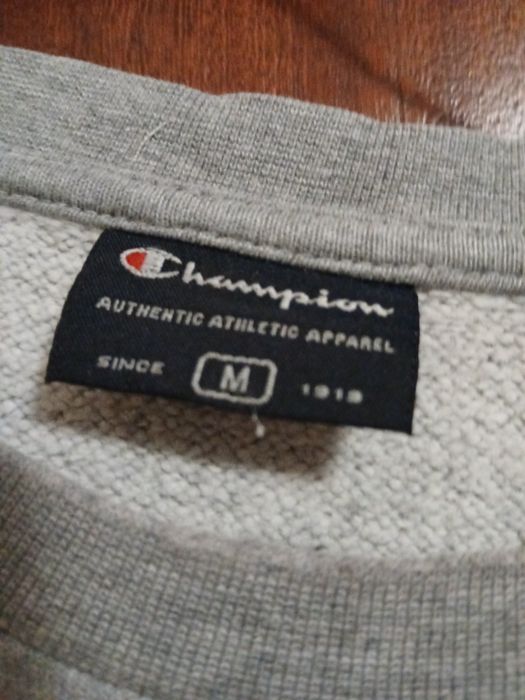 Champion
AUTHENTIC ATHLETIC APPAREL
SINCE M 1919